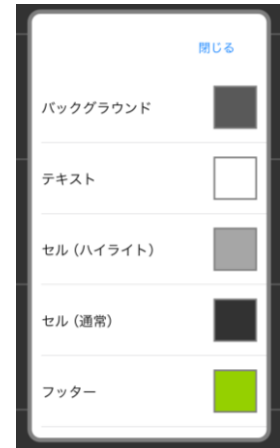 閉じる
バックグラウンド
テキスト
セル (ハイライト)
セル (通常)
フッター